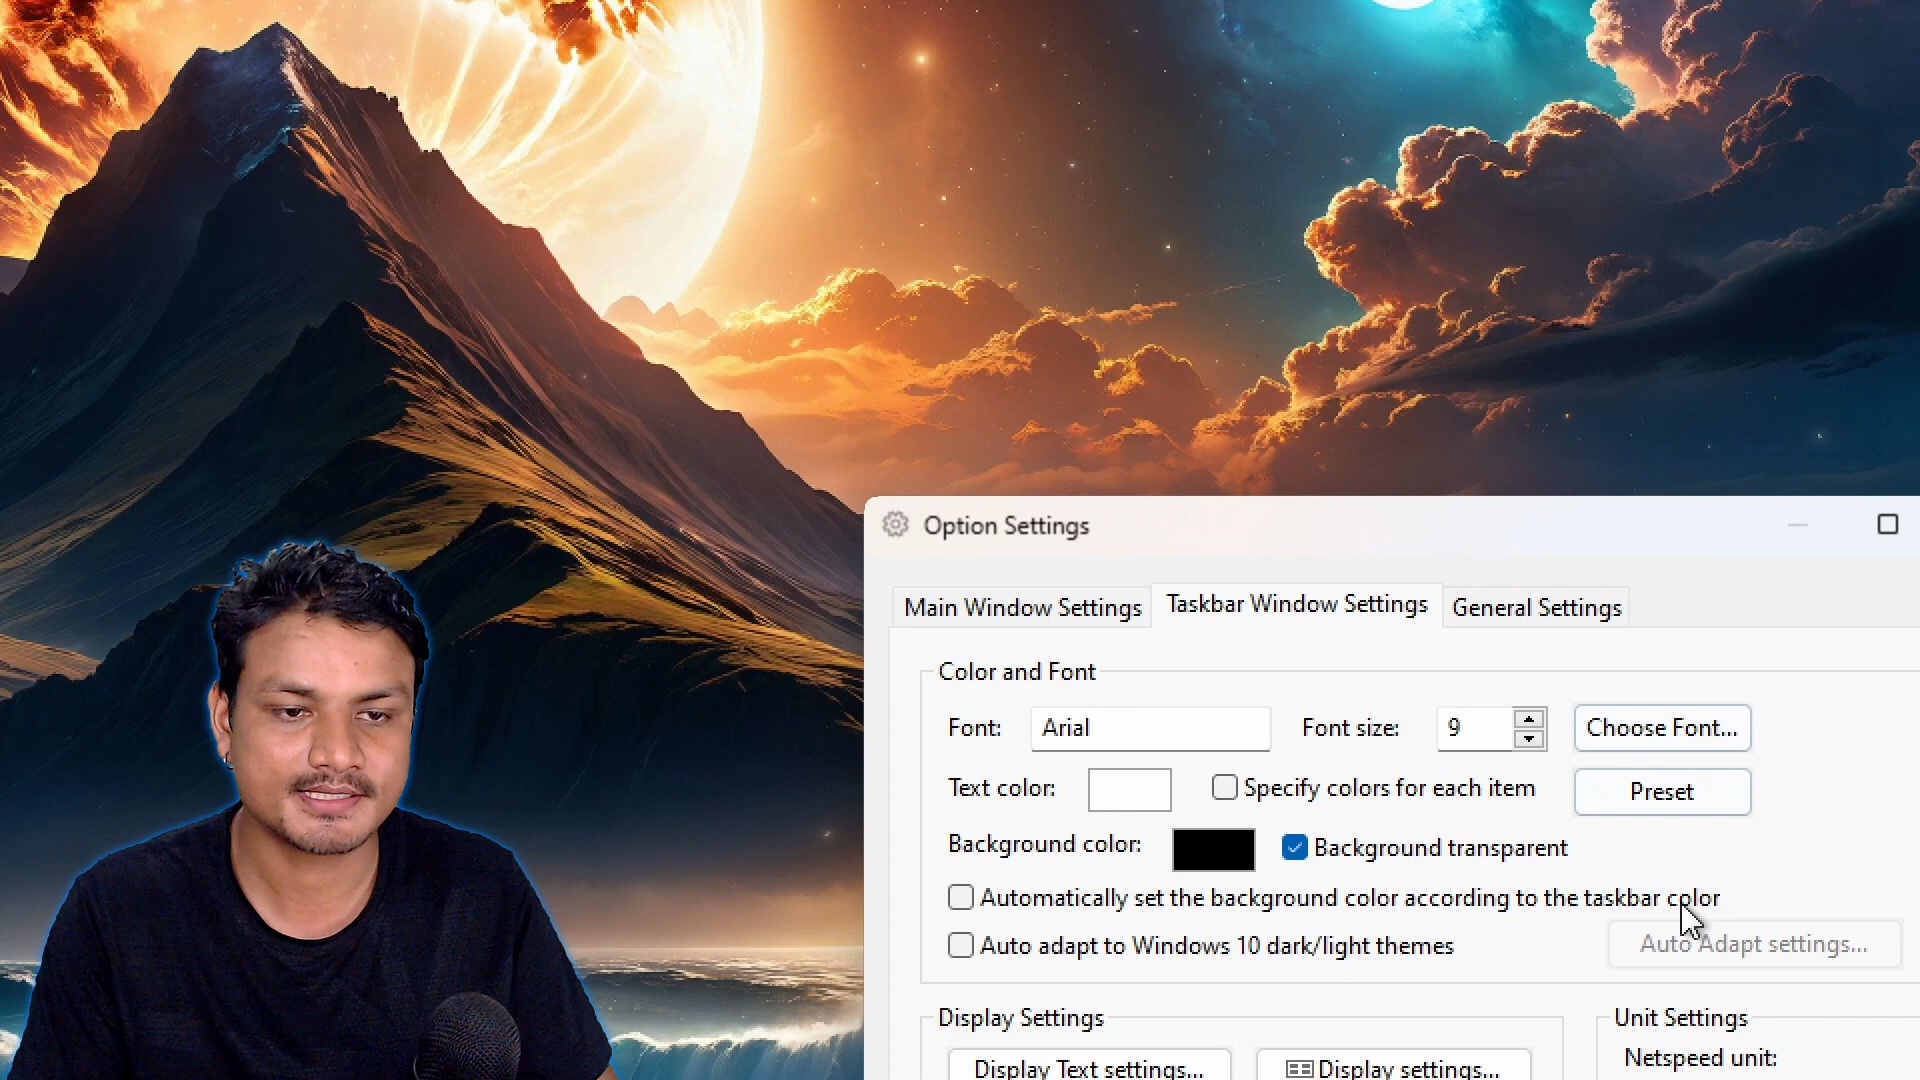 Option Settings
Main Window Settings
Taskbar Window Settings
General Settings
Color and Font
Font: Arial Font size: 9 Choose Font...
Text color: Specify colors for each item Preset
Background color: Background transparent
Automatically set the background color according to the taskbar color
Auto adapt to Windows 10 dark/light themes Auto Adapt settings...
Display Settings
Display Text settings... Display settings...
Unit Settings
Netspeed unit: